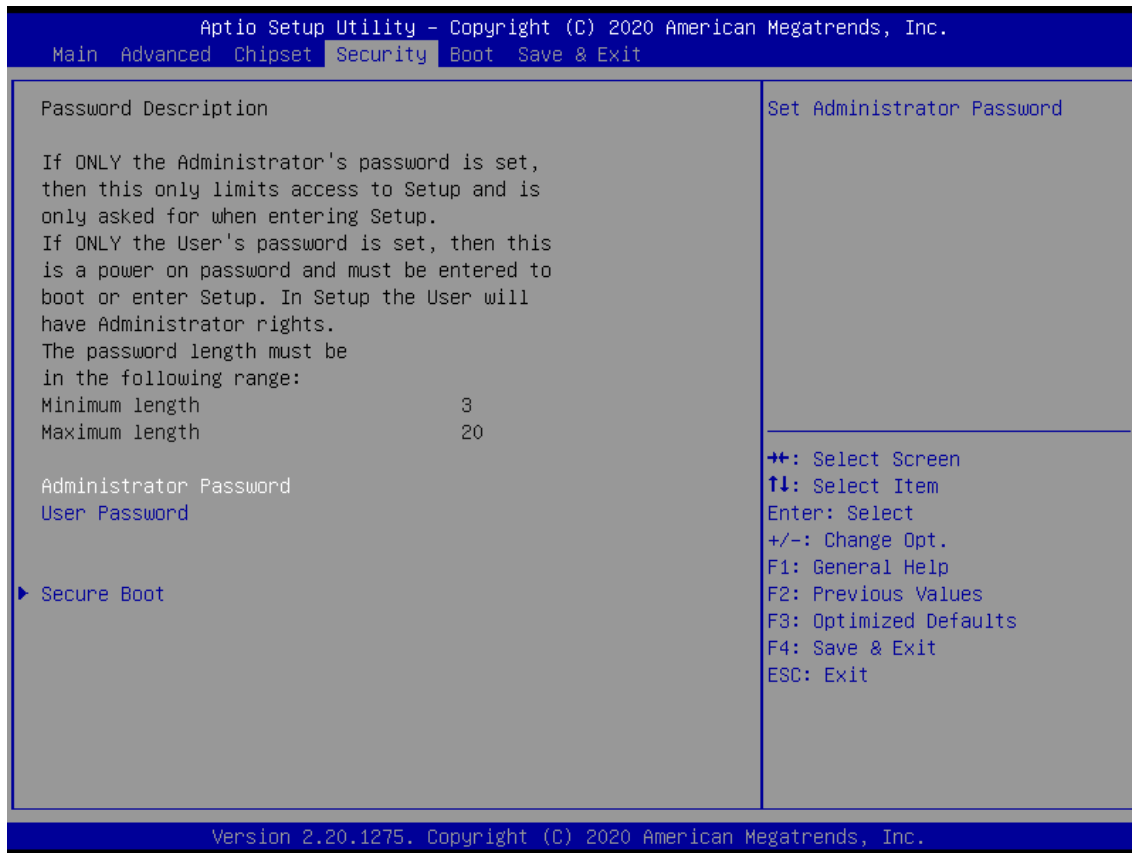 Aptio Setup Utility – Copyright (C) 2020 American Megatrends, Inc.
Main Advanced Chipset Security Boot Save & Exit
Password Description
If ONLY the Administrator's password is set,
then this only limits access to Setup and is
only asked for when entering Setup.
If ONLY the User's password is set, then this
is a power on password and must be entered to
boot or enter Setup. In Setup the User will
have Administrator rights.
The password length must be
in the following range:
Minimum length 3
Maximum length 20
Administrator Password
User Password
Secure Boot
Set Administrator Password
→←: Select Screen
↑↓: Select Item
Enter: Select
+/-: Change Opt.
F1: General Help
F2: Previous Values
F3: Optimized Defaults
F4: Save & Exit
ESC: Exit
Version 2.20.1275. Copyright (C) 2020 American Megatrends, Inc.